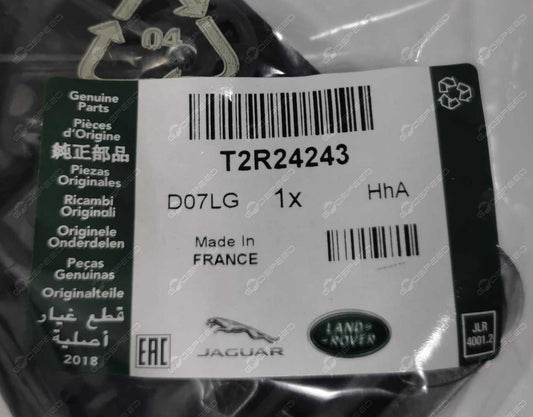 04
Genuine
Parts
Pièces
d'Origine
純正部品
Piezas
Originales
Ricambi
Originali
Originele
Onderdelen
Peças
Genuinas
Originalteile
قطع غيار
أصلية
2018
T2R24243
D07LG 1x HhA
Made In
FRANCE
EAC
JAGUAR
LAND
ROVER
JLR
4001.2